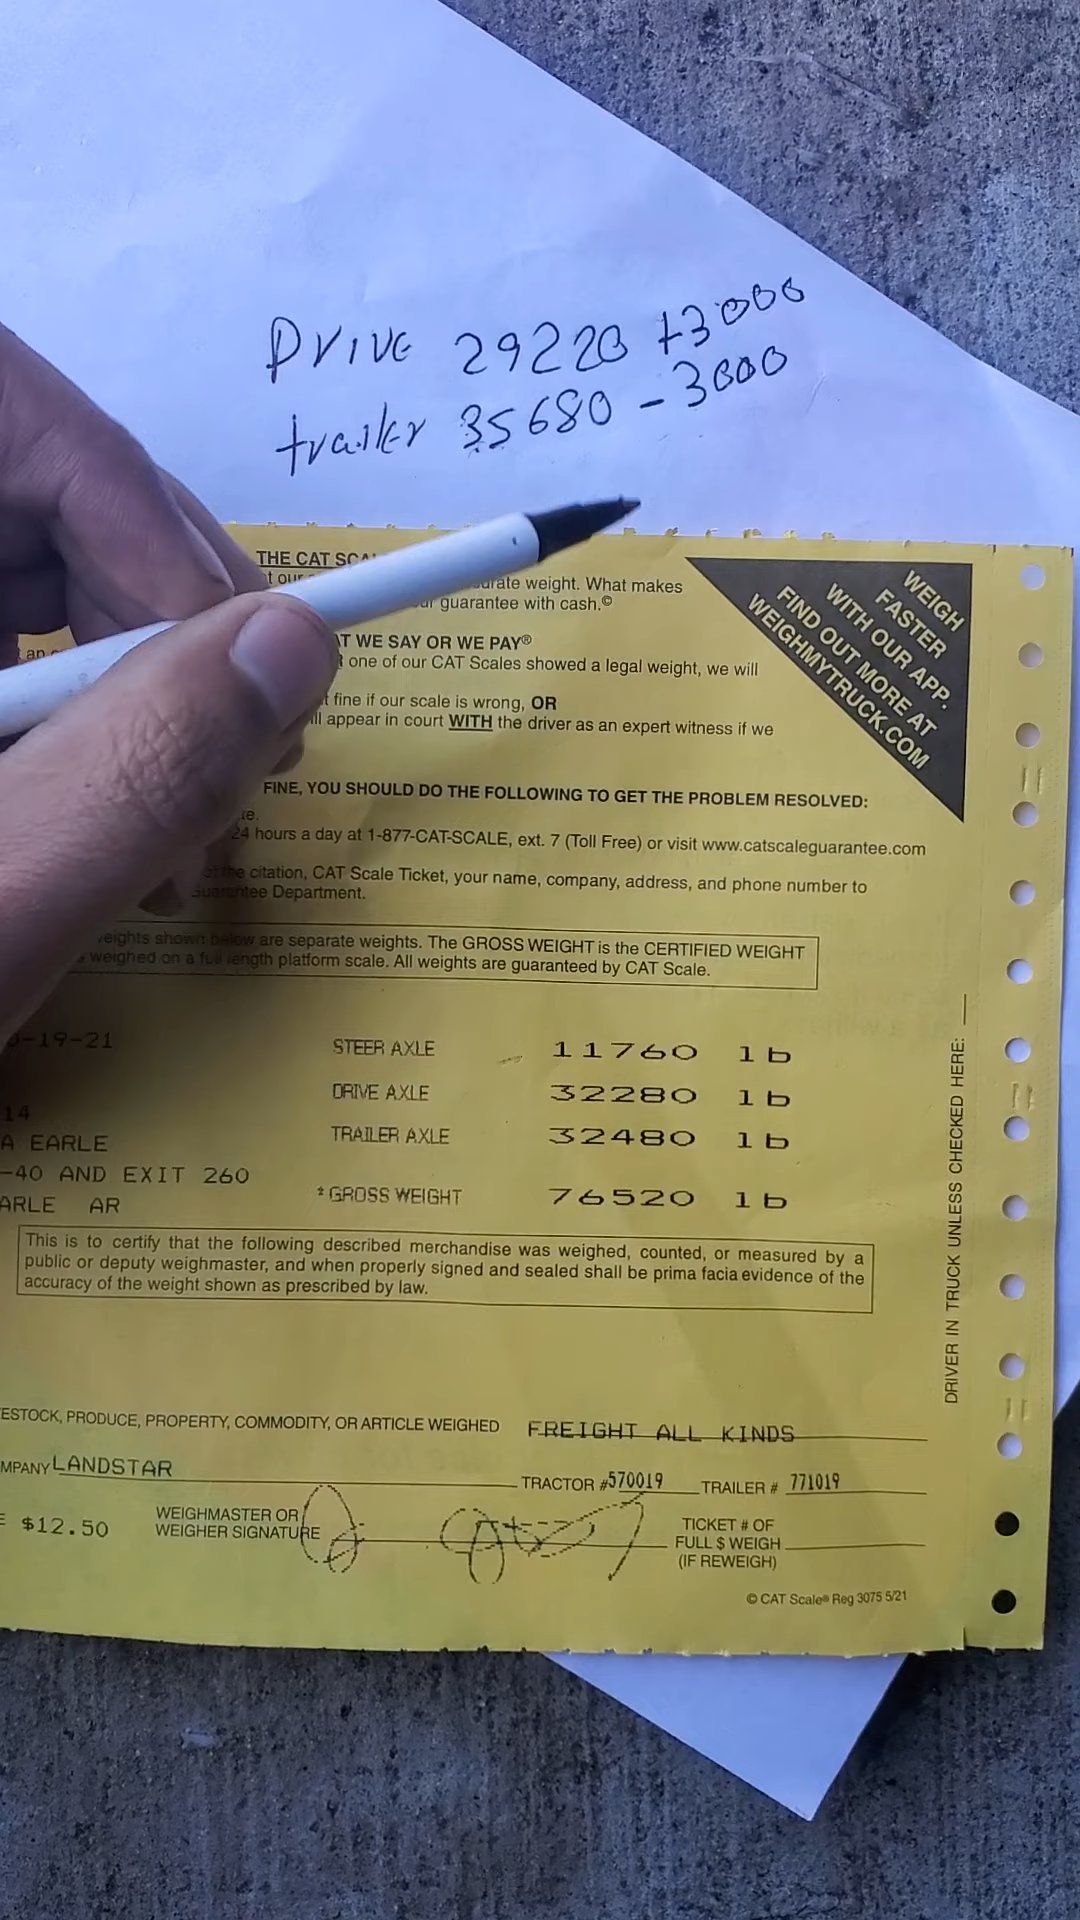 Drive 29220 +3000
trailer 35680 - 3000
THE CAT SCA
t our
urate weight. What makes
ur guarantee with cash.©
AT WE SAY OR WE PAY®
one of our CAT Scales showed a legal weight, we will
fine if our scale is wrong, OR
ill appear in court WITH the driver as an expert witness if we
WEIGH
FASTER
WITH OUR APP.
FIND OUT MORE AT
WEIGHMYTRUCK.COM
FINE, YOU SHOULD DO THE FOLLOWING TO GET THE PROBLEM RESOLVED:
24 hours a day at 1-877-CAT-SCALE, ext. 7 (Toll Free) or visit www.catscaleguarantee.com
of the citation, CAT Scale Ticket, your name, company, address, and phone number to
Guarantee Department.
weights shown below are separate weights. The GROSS WEIGHT is the CERTIFIED WEIGHT
weighed on a full length platform scale. All weights are guaranteed by CAT Scale.
-19-21
STEER AXLE 11760 lb
DRIVE AXLE 32280 lb
14
TRAILER AXLE 32480 lb
A EARLE
-40 AND EXIT 260
* GROSS WEIGHT 76520 lb
ARLE AR
This is to certify that the following described merchandise was weighed, counted, or measured by a
public or deputy weighmaster, and when properly signed and sealed shall be prima facia evidence of the
accuracy of the weight shown as prescribed by law.
DRIVER IN TRUCK UNLESS CHECKED HERE:
ESTOCK, PRODUCE, PROPERTY, COMMODITY, OR ARTICLE WEIGHED FREIGHT ALL KINDS
MPANY LANDSTAR
TRACTOR #570019 TRAILER # 771019
E $12.50
WEIGHMASTER OR
WEIGHER SIGNATURE
TICKET # OF
FULL $ WEIGH
(IF REWEIGH)
© CAT Scale® Reg 3075 5/21